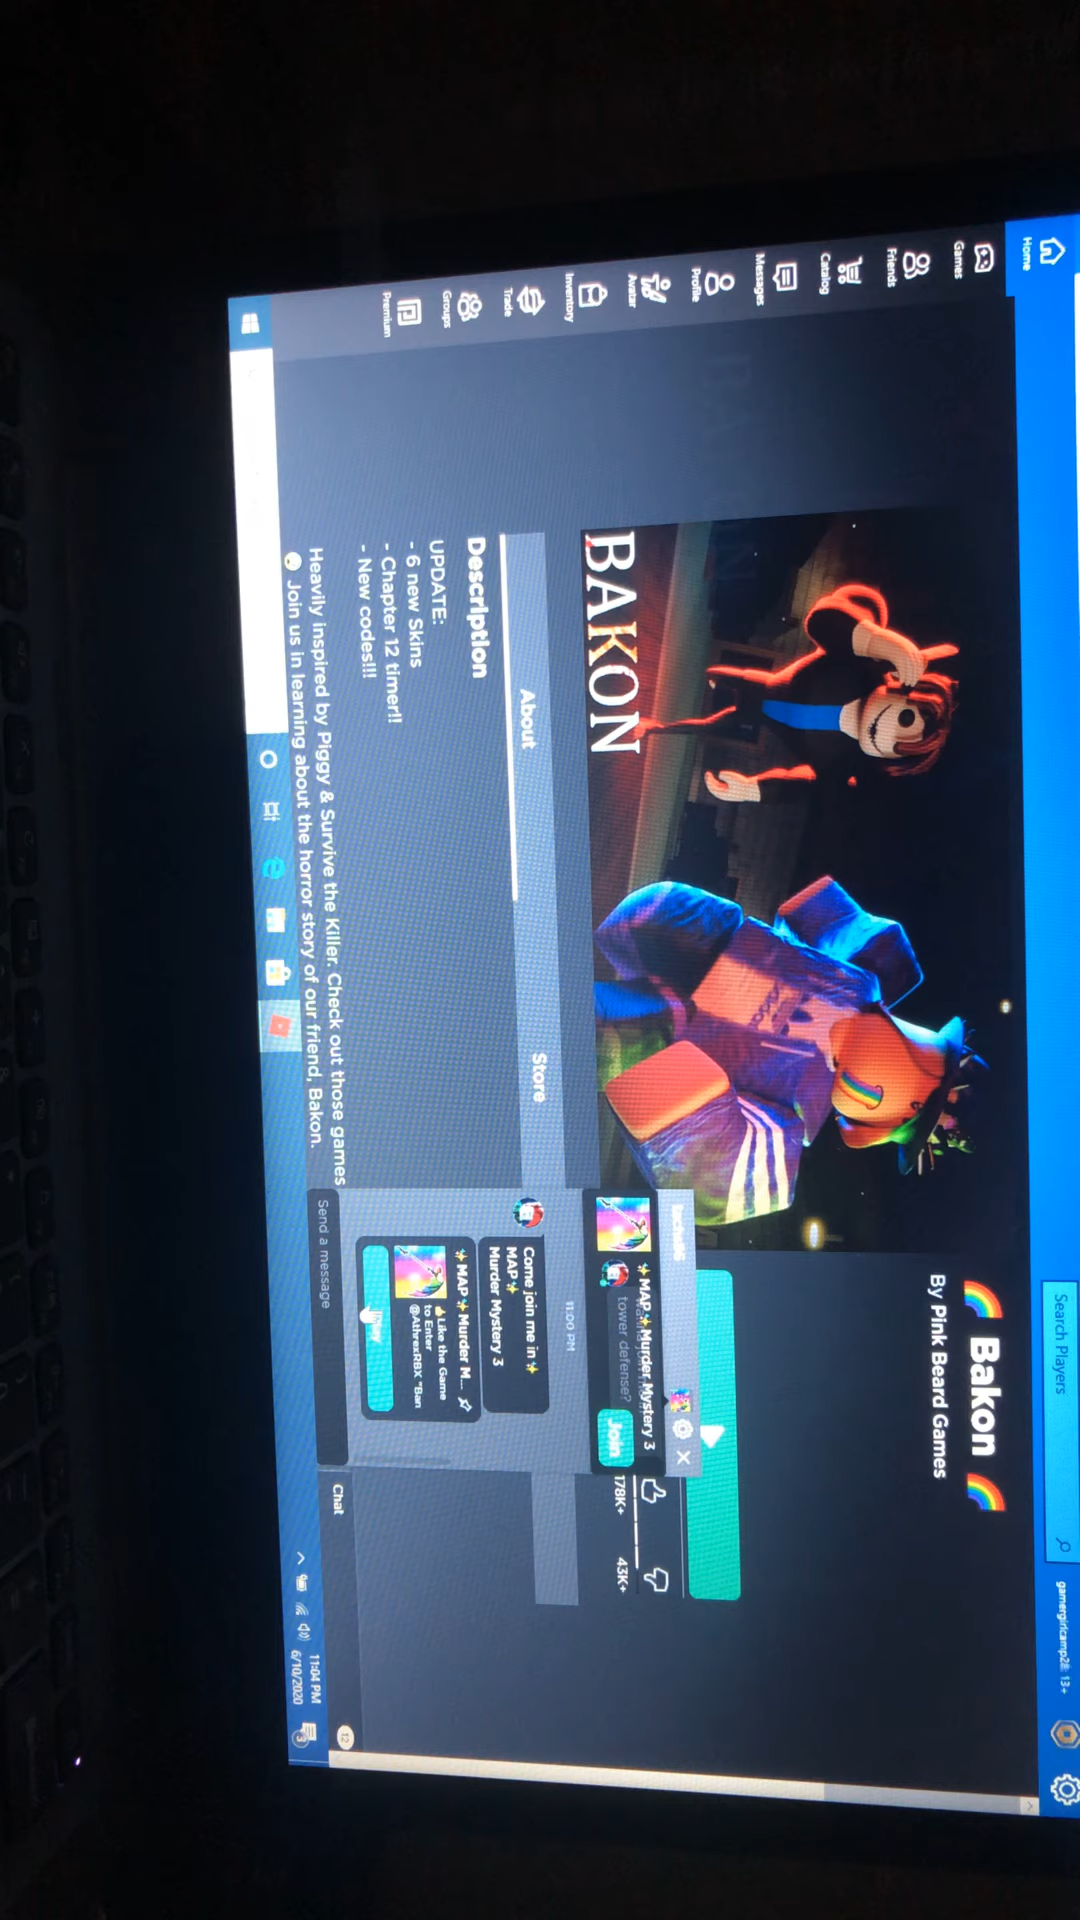 Home
Games
Friends
Catalog
Messages
Profile
Avatar
Inventory
Trade
Groups
Premium
Search Players
gamergirlcamp28: 13+
BAKON
🌈 Bakon 🌈
By Pink Beard Games
178K+
43K+
About
Store
Description
UPDATE:
- 6 new Skins
- Chapter 12 timer!!
- New codes!!!
Heavily inspired by Piggy & Survive the Killer. Check out those games
Join us in learning about the horror story of our friend, Bakon.
✨MAP✨Murder Mystery 3
tower defense?
Join
11:00 PM
Come join me in ✨
MAP✨
Murder Mystery 3
✨MAP✨Murder M...
👍Like the Game
to Enter
@AthrexRBX "Ban
Send a message
Chat
12
11:04 PM
6/10/2020
3